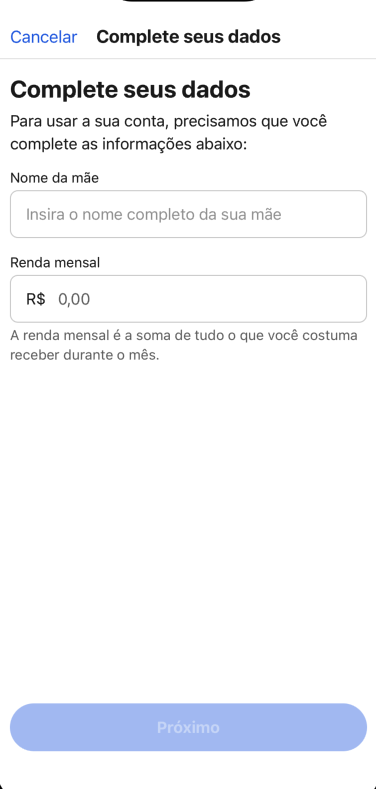 Cancelar Complete seus dados
Complete seus dados
Para usar a sua conta, precisamos que você
complete as informações abaixo:
Nome da mãe
Insira o nome completo da sua mãe
Renda mensal
R$ 0,00
A renda mensal é a soma de tudo o que você costuma
receber durante o mês.
Próximo